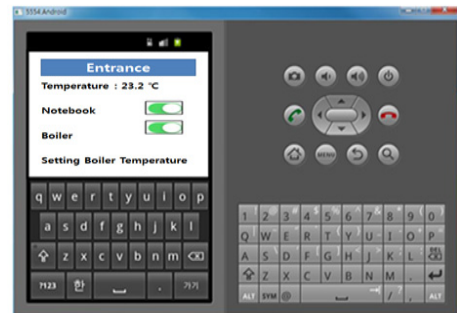 5554:Android
Entrance
Temperature : 23.2 ℃
Notebook
Boiler
Setting Boiler Temperature
q w e r t y u i o p
a s d f g h j k l
z x c v b n m
?123 한 . 가기
MENU
1 2 3 4 5 6 7 8 9 0
Q W E R T Y U I O P
A S D F G H J K L DEL
Z X C V B N M .
ALT SYM @ / ? , ALT